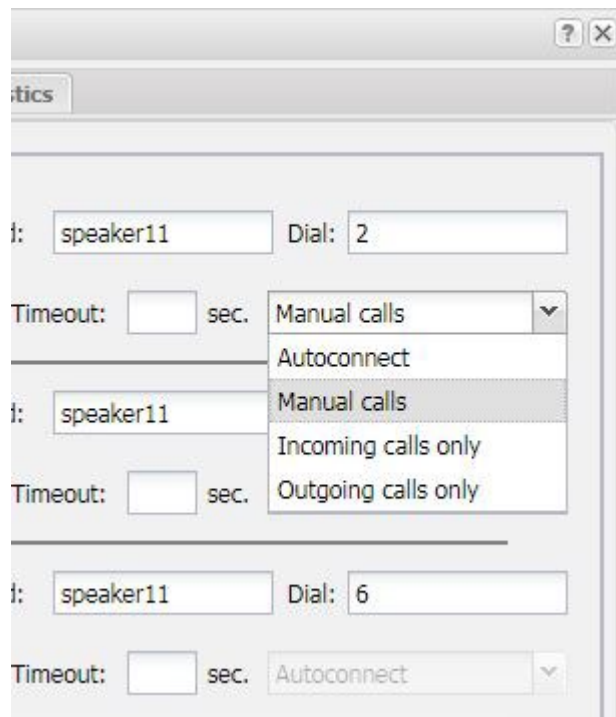 ?
tics
d: speaker11 Dial: 2
Timeout: sec. Manual calls
Autoconnect
d: speaker11 Manual calls
Incoming calls only
Timeout: sec. Outgoing calls only
d: speaker11 Dial: 6
Timeout: sec. Autoconnect